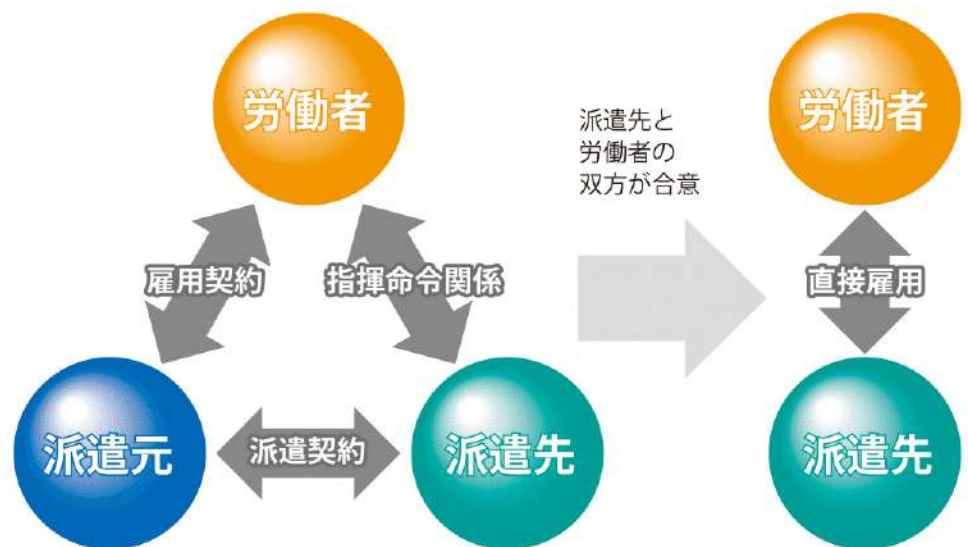 労働者
雇用契約
指揮命令関係
派遣元
派遣契約
派遣先
派遣先と
労働者の
双方が合意
労働者
直接雇用
派遣先